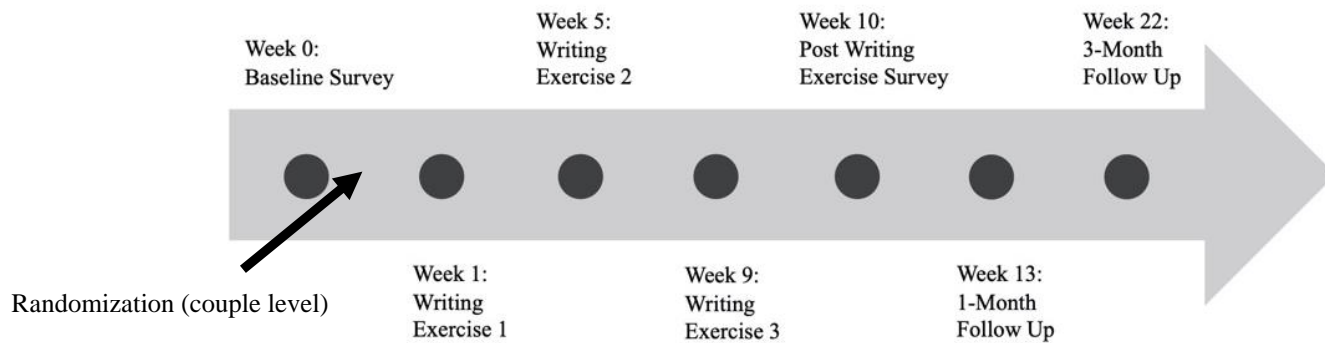 Week 0:
Baseline Survey
Week 5:
Writing
Exercise 2
Week 10:
Post Writing
Exercise Survey
Week 22:
3-Month
Follow Up
Randomization (couple level)
Week 1:
Writing
Exercise 1
Week 9:
Writing
Exercise 3
Week 13:
1-Month
Follow Up